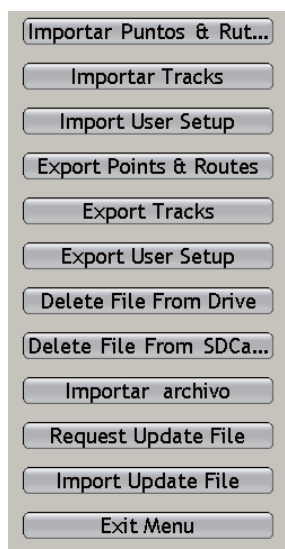 Importar Puntos & Rut...
Importar Tracks
Import User Setup
Export Points & Routes
Export Tracks
Export User Setup
Delete File From Drive
Delete File From SDCa...
Importar archivo
Request Update File
Import Update File
Exit Menu